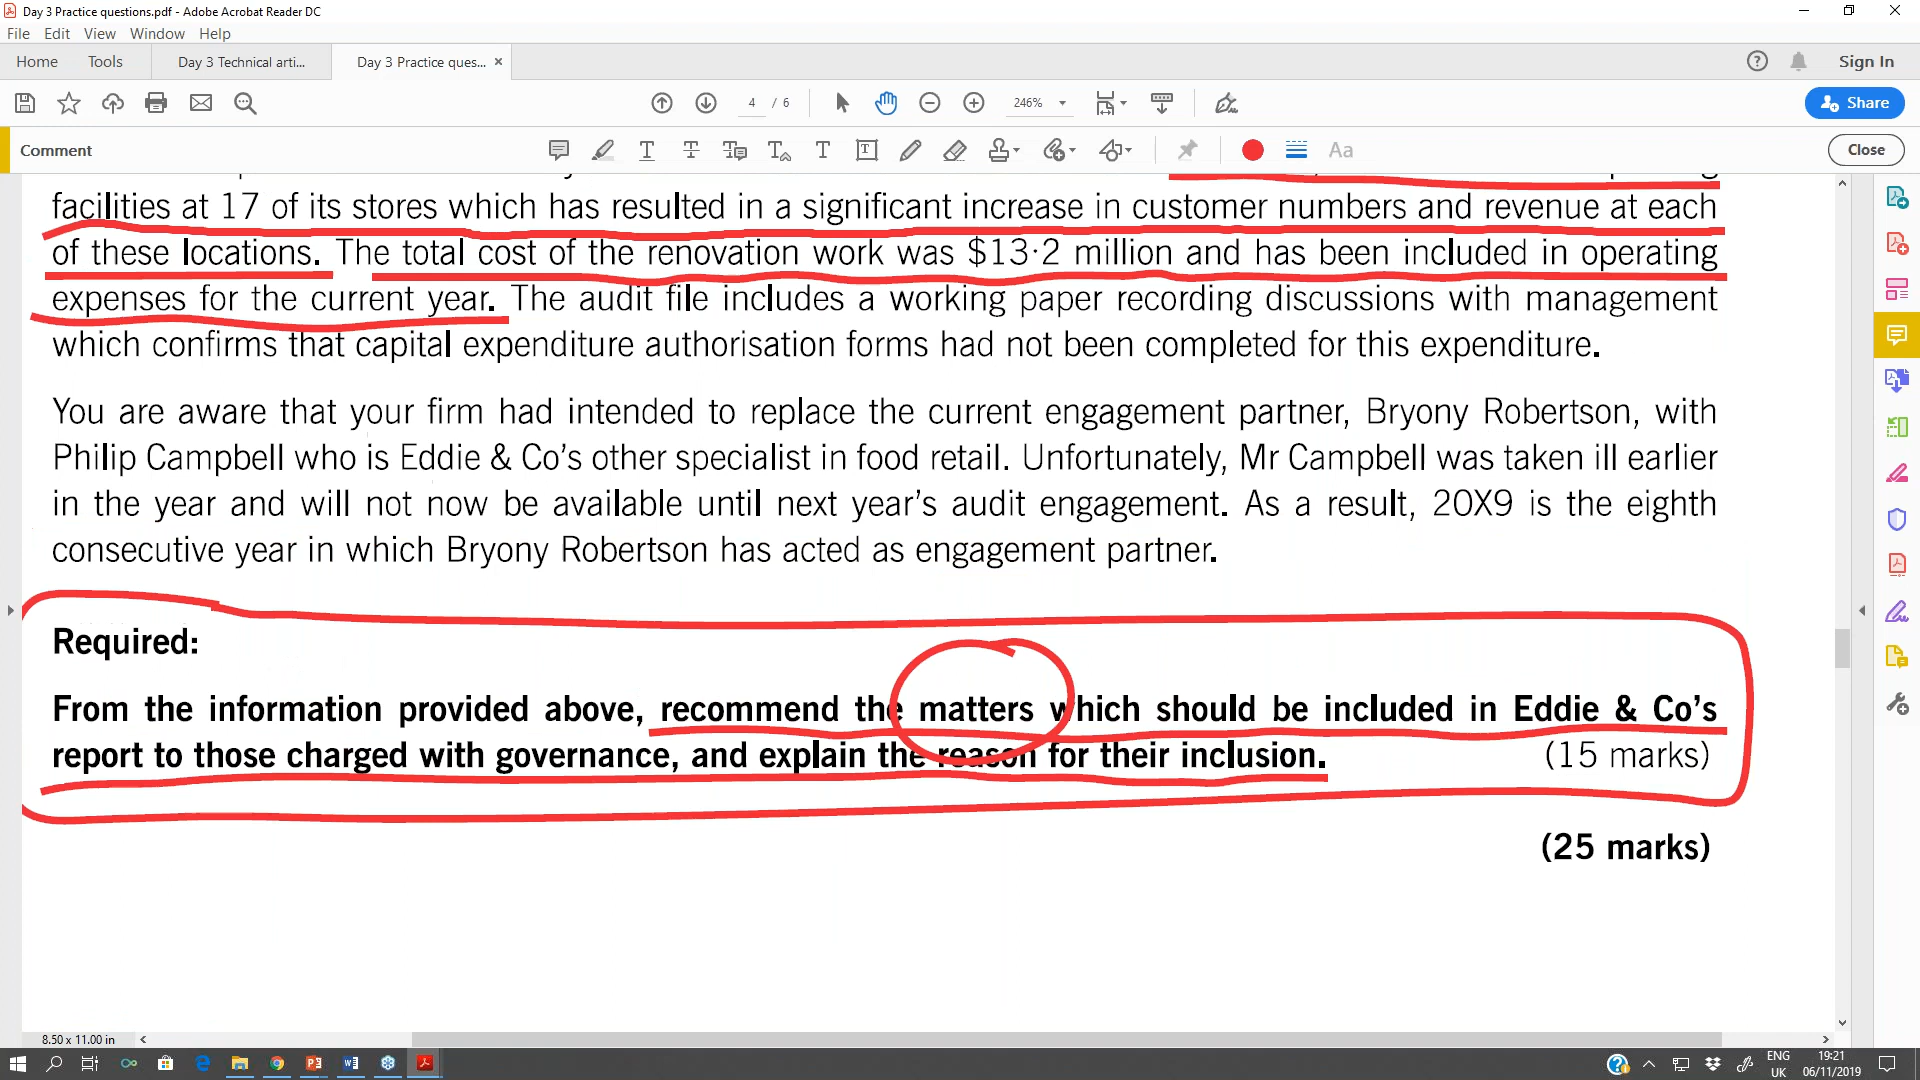 Day 3 Practice questions.pdf - Adobe Acrobat Reader DC
File Edit View Window Help
Home Tools Day 3 Technical arti... Day 3 Practice ques... × Sign In
4 / 6 246% Share
Comment Aa Close
facilities at 17 of its stores which has resulted in a significant increase in customer numbers and revenue at each
of these locations. The total cost of the renovation work was $13·2 million and has been included in operating
expenses for the current year. The audit file includes a working paper recording discussions with management
which confirms that capital expenditure authorisation forms had not been completed for this expenditure.
You are aware that your firm had intended to replace the current engagement partner, Bryony Robertson, with
Philip Campbell who is Eddie & Co’s other specialist in food retail. Unfortunately, Mr Campbell was taken ill earlier
in the year and will not now be available until next year’s audit engagement. As a result, 20X9 is the eighth
consecutive year in which Bryony Robertson has acted as engagement partner.
Required:
From the information provided above, recommend the matters which should be included in Eddie & Co’s
report to those charged with governance, and explain the reason for their inclusion. (15 marks)
(25 marks)
8.50 x 11.00 in
ENG 19:21
UK 06/11/2019